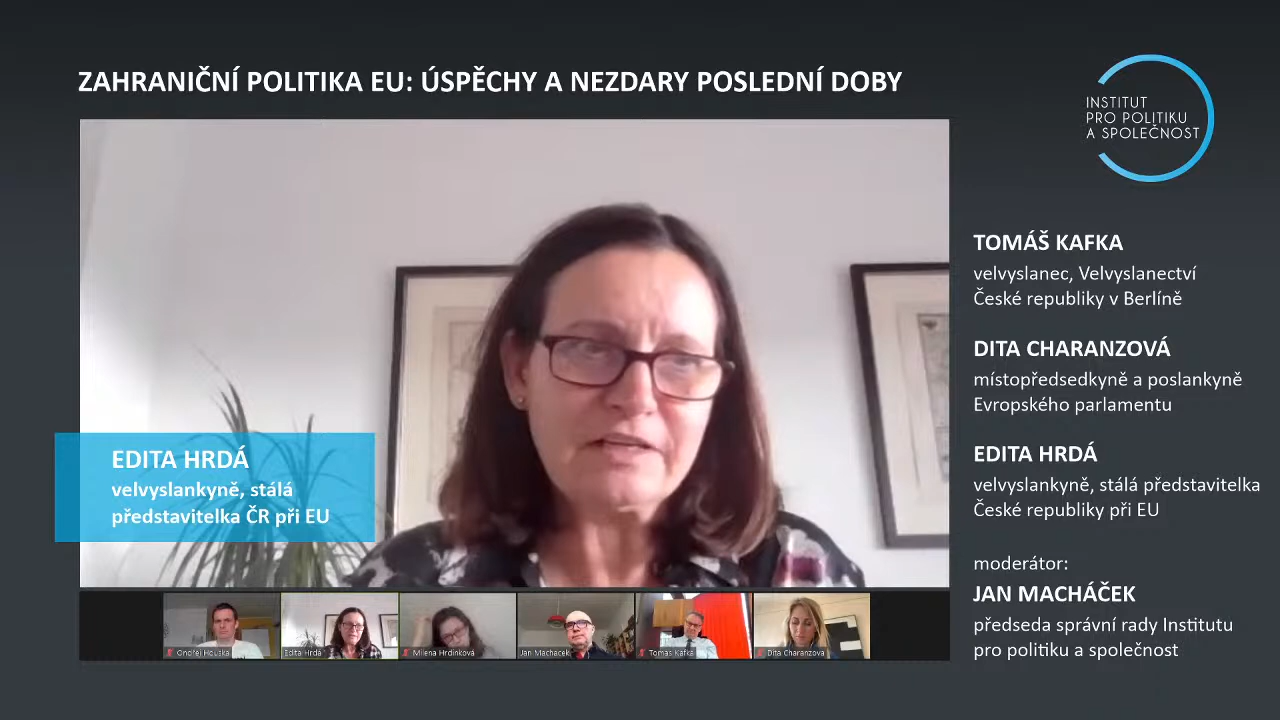 ZAHRANIČNÍ POLITIKA EU: ÚSPĚCHY A NEZDARY POSLEDNÍ DOBY
INSTITUT
PRO POLITIKU
A SPOLEČNOST
TOMÁŠ KAFKA
velvyslanec, Velvyslanectví
České republiky v Berlíně
DITA CHARANZOVÁ
místopředsedkyně a poslankyně
Evropského parlamentu
EDITA HRDÁ
velvyslankyně, stálá představitelka
České republiky při EU
moderátor:
JAN MACHÁČEK
předseda správní rady Institutu
pro politiku a společnost
EDITA HRDÁ
velvyslankyně, stálá
představitelka ČR při EU
Ondřej Houska
Edita Hrdá
Milena Hrdinková
Jan Machacek
Tomas Kafka
Dita Charanzova